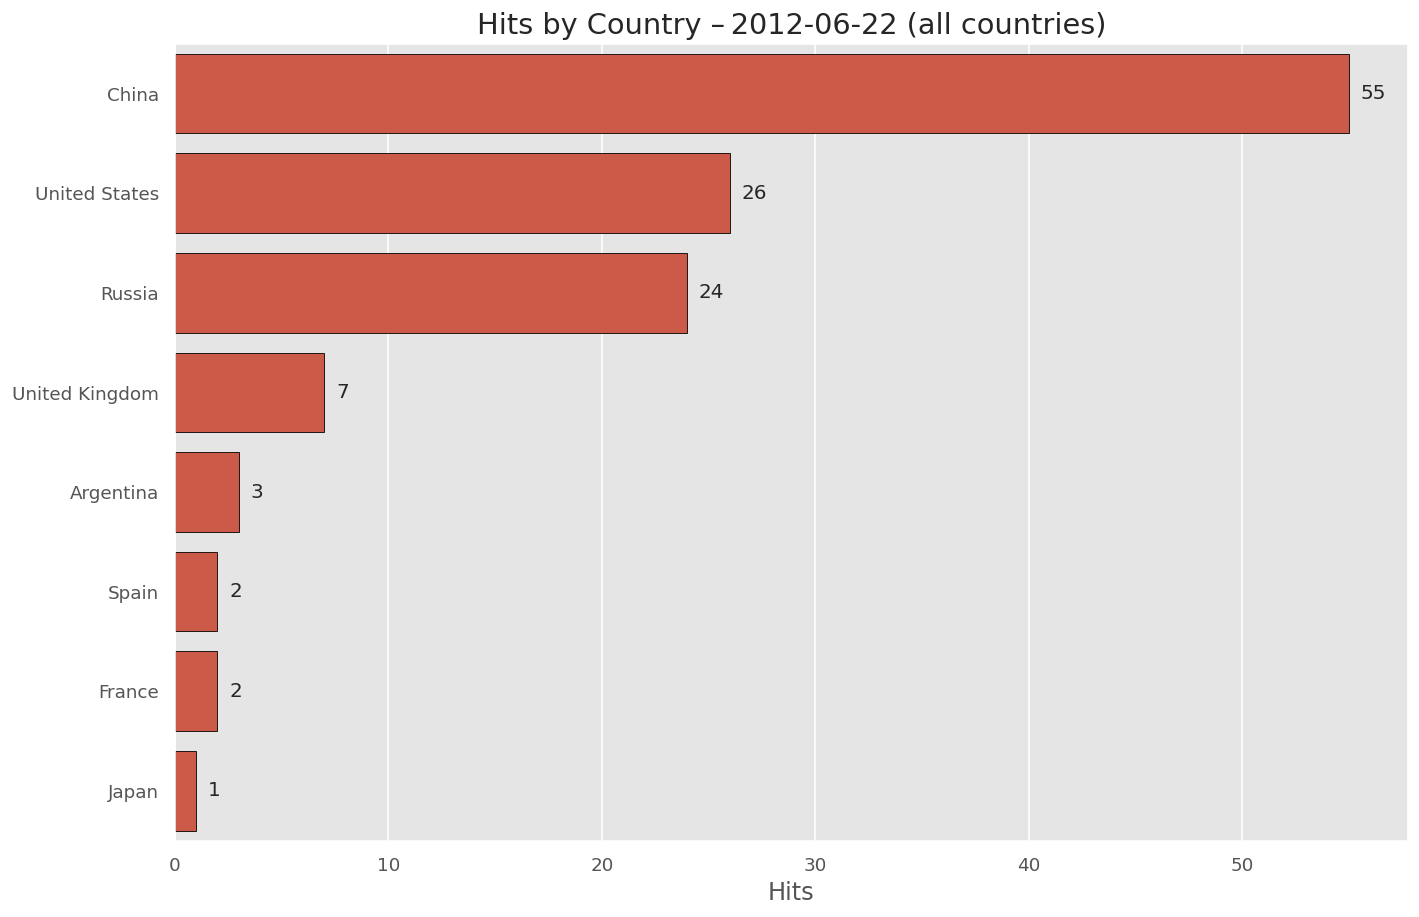 Hits by Country – 2012-06-22 (all countries)
China 55
United States 26
Russia 24
United Kingdom 7
Argentina 3
Spain 2
France 2
Japan 1
0 10 20 30 40 50
Hits